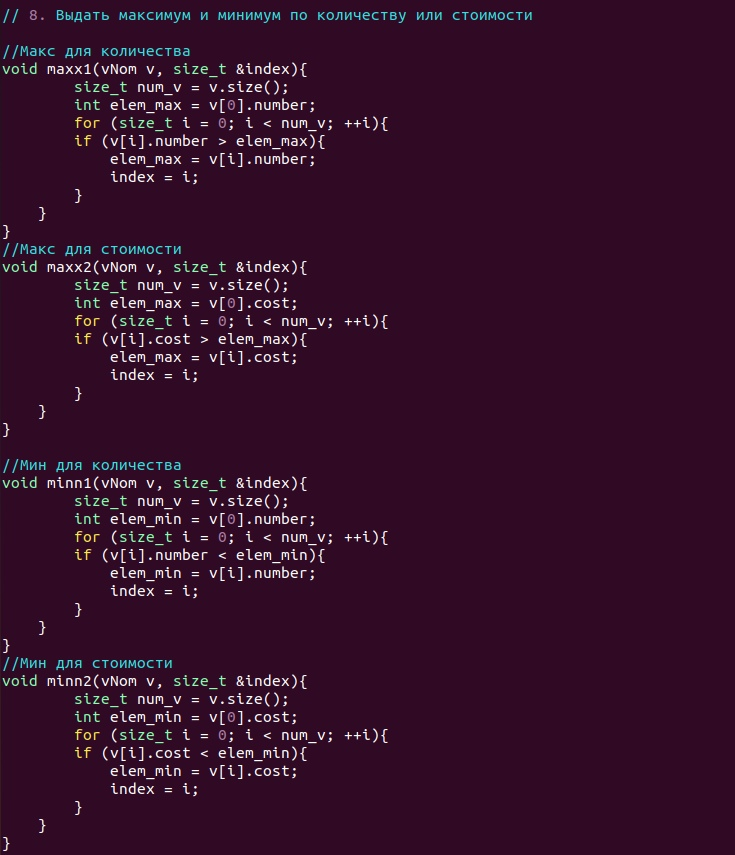 // 8. Выдать максимум и минимум по количеству или стоимости

//Макс для количества
void maxx1(vNom v, size_t &index){
        size_t num_v = v.size();
        int elem_max = v[0].number;
        for (size_t i = 0; i < num_v; ++i){
        if (v[i].number > elem_max){
            elem_max = v[i].number;
            index = i;
        }
    }
}
//Макс для стоимости
void maxx2(vNom v, size_t &index){
        size_t num_v = v.size();
        int elem_max = v[0].cost;
        for (size_t i = 0; i < num_v; ++i){
        if (v[i].cost > elem_max){
            elem_max = v[i].cost;
            index = i;
        }
    }
}

//Мин для количества
void minn1(vNom v, size_t &index){
        size_t num_v = v.size();
        int elem_min = v[0].number;
        for (size_t i = 0; i < num_v; ++i){
        if (v[i].number < elem_min){
            elem_min = v[i].number;
            index = i;
        }
    }
}
//Мин для стоимости
void minn2(vNom v, size_t &index){
        size_t num_v = v.size();
        int elem_min = v[0].cost;
        for (size_t i = 0; i < num_v; ++i){
        if (v[i].cost < elem_min){
            elem_min = v[i].cost;
            index = i;
        }
    }
}